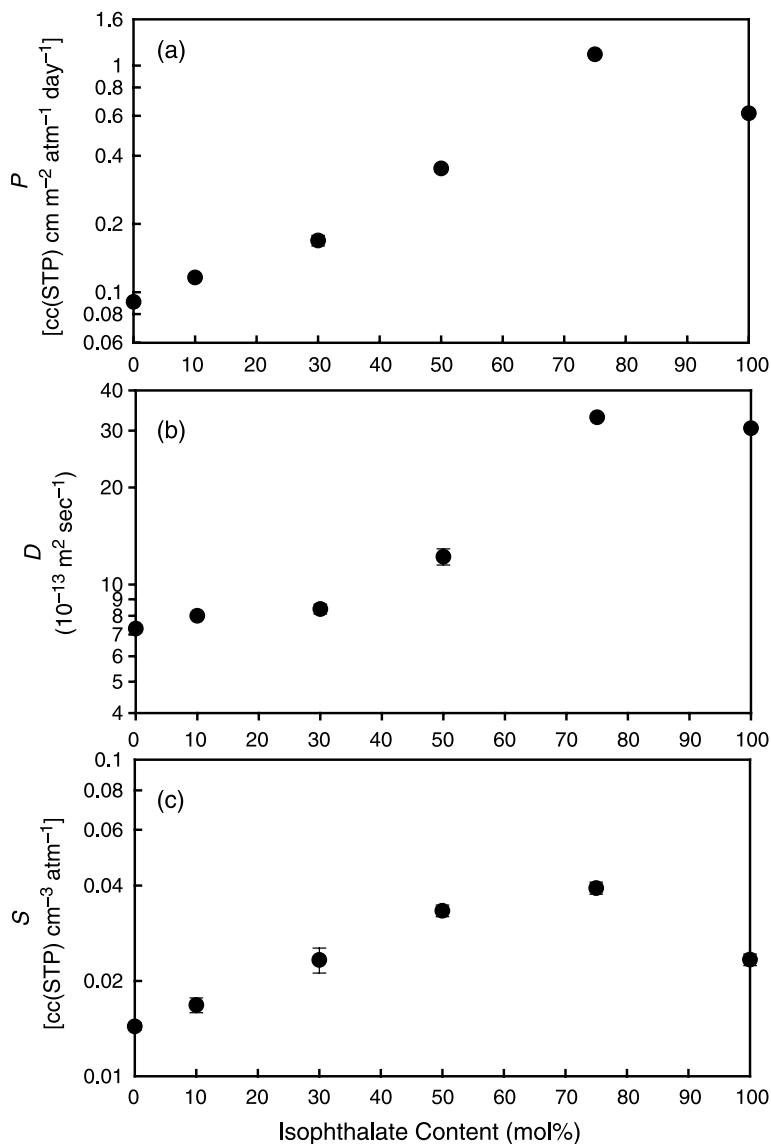 (a)
1.6
1
0.8
0.6
0.4
0.2
0.1
0.08
0.06
P
[cc(STP) cm m⁻² atm⁻¹ day⁻¹]
0 10 20 30 40 50 60 70 80 90 100
(b)
40
30
20
10
9
8
7
6
5
4
D
(10⁻¹³ m² sec⁻¹)
0 10 20 30 40 50 60 70 80 90 100
(c)
0.1
0.08
0.06
0.04
0.02
0.01
S
[cc(STP) cm⁻³ atm⁻¹]
0 10 20 30 40 50 60 70 80 90 100
Isophthalate Content (mol%)